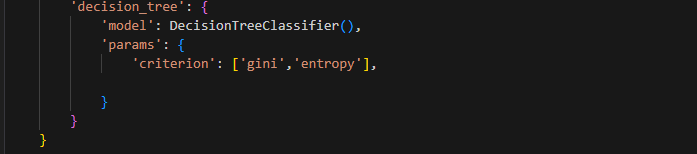 'decision_tree': {
'model': DecisionTreeClassifier(),
'params': {
'criterion': ['gini','entropy'],
}
}
}